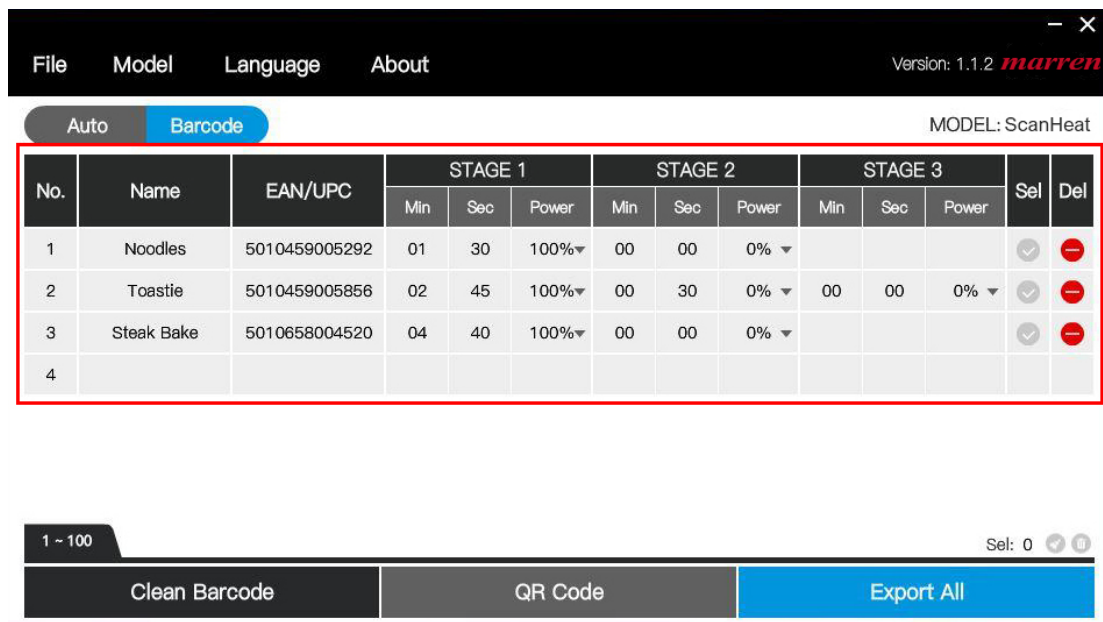 File Model Language About Version: 1.1.2 marren
Auto Barcode MODEL: ScanHeat
No. Name EAN/UPC STAGE 1 STAGE 2 STAGE 3 Sel Del
Min Sec Power Min Sec Power Min Sec Power
1 Noodles 5010459005292 01 30 100% 00 00 0%
2 Toastie 5010459005856 02 45 100% 00 30 0% 00 00 0%
3 Steak Bake 5010658004520 04 40 100% 00 00 0%
4
1 ~ 100 Sel: 0
Clean Barcode QR Code Export All